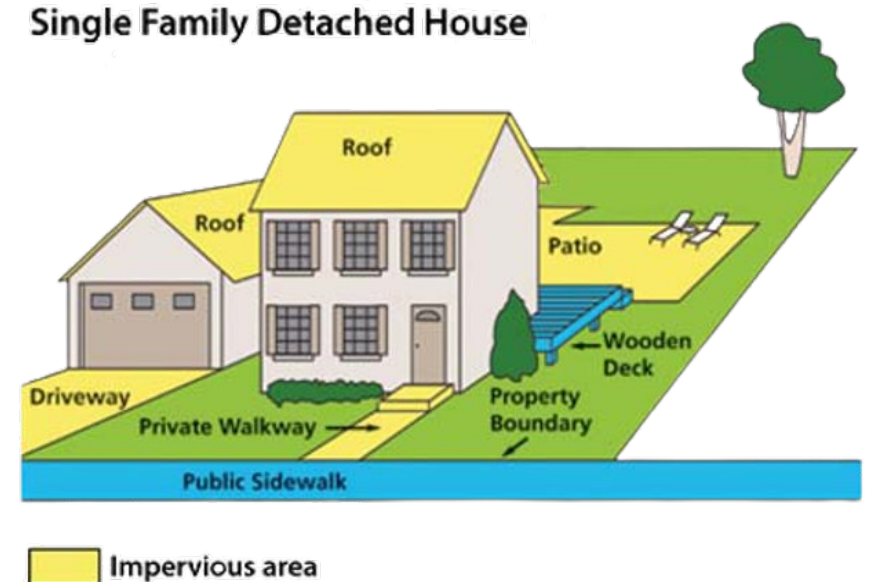 Single Family Detached House
Roof
Roof
Patio
Wooden
Deck
Driveway
Property
Boundary
Private Walkway
Public Sidewalk
Impervious area